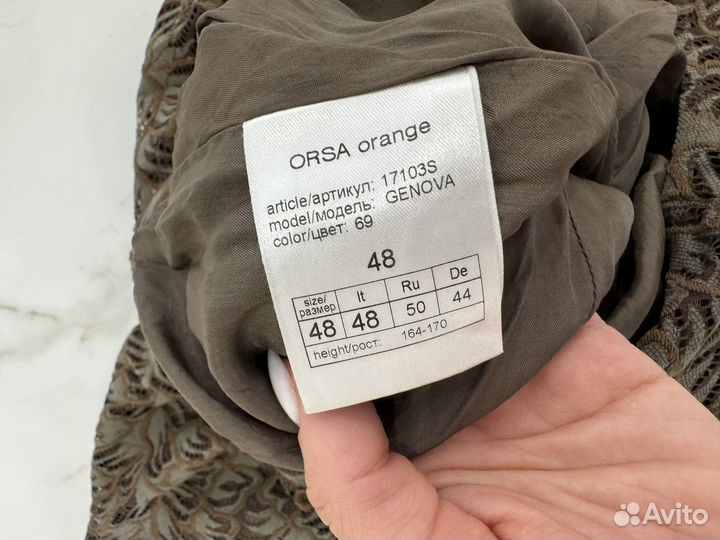 ORSA orange
article/артикул: 17103S
model/модель: GENOVA
color/цвет: 69
48
size/размер It Ru De
48 48 50 44
height/рост: 164-170
Avito